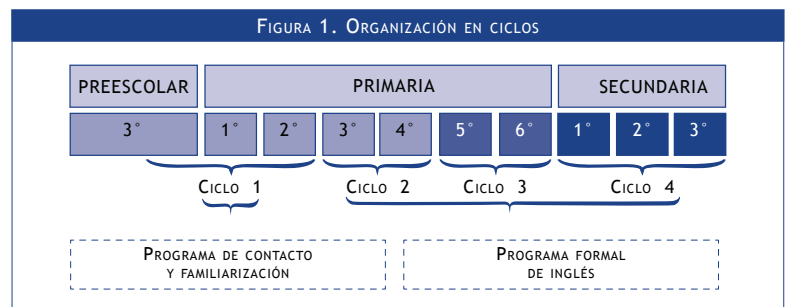 Figura 1. Organización en ciclos
PREESCOLAR PRIMARIA SECUNDARIA
3° 1° 2° 3° 4° 5° 6° 1° 2° 3°
Ciclo 1 Ciclo 2 Ciclo 3 Ciclo 4
Programa de contacto
y familiarización
Programa formal
de inglés